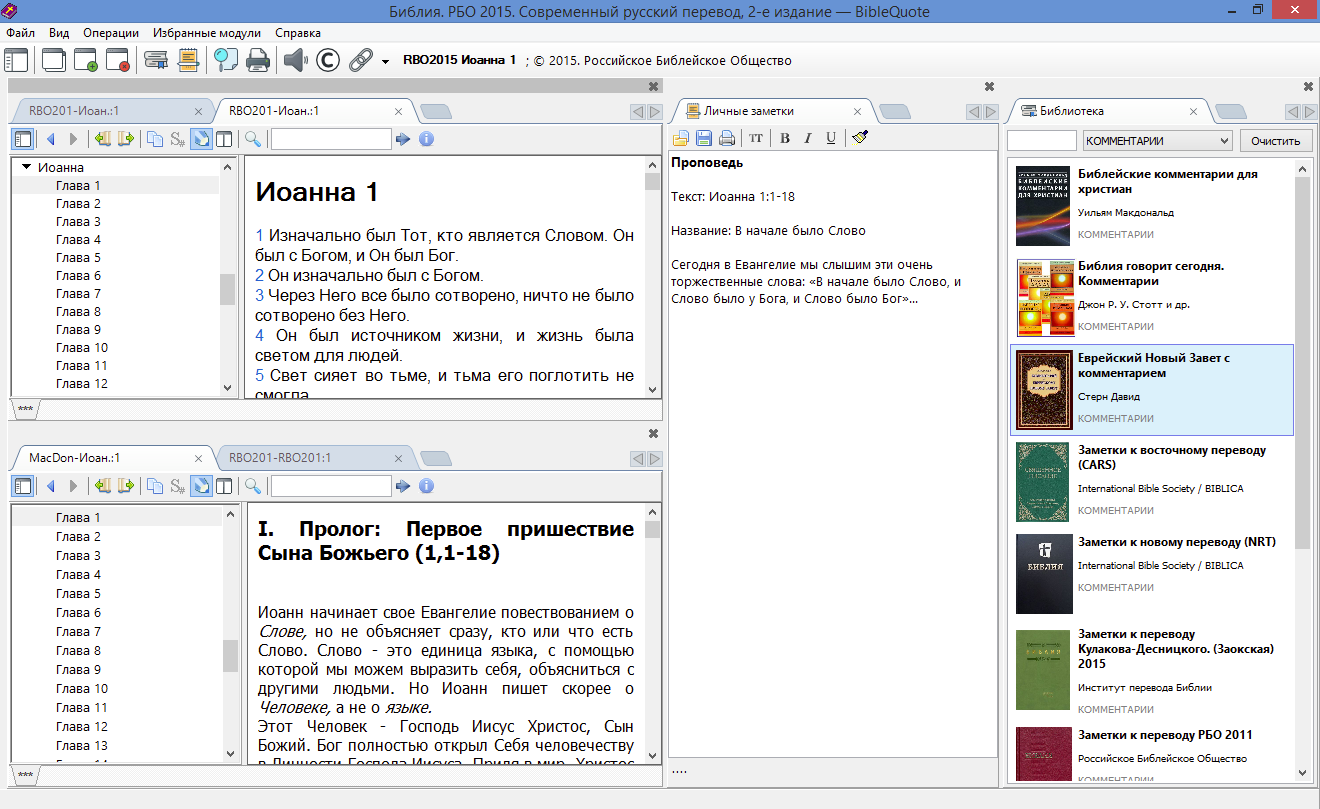 Библия. РБО 2015. Современный русский перевод, 2-е издание — BibleQuote
Файл Вид Операции Избранные модули Справка
RBO2015 Иоанна 1 ; © 2015. Российское Библейское Общество
RBO201-Иоан.:1
RBO201-Иоан.:1
Иоанна
Глава 1
Глава 2
Глава 3
Глава 4
Глава 5
Глава 6
Глава 7
Глава 8
Глава 9
Глава 10
Глава 11
Глава 12
***
Иоанна 1
1 Изначально был Тот, кто является Словом. Он
был с Богом, и Он был Бог.
2 Он изначально был с Богом.
3 Через Него все было сотворено, ничто не было
сотворено без Него.
4 Он был источником жизни, и жизнь была
светом для людей.
5 Свет сияет во тьме, и тьма его поглотить не
смогла.
MacDon-Иоан.:1
RBO201-RBO201:1
Глава 1
Глава 2
Глава 3
Глава 4
Глава 5
Глава 6
Глава 7
Глава 8
Глава 9
Глава 10
Глава 11
Глава 12
Глава 13
***
I. Пролог: Первое пришествие
Сына Божьего (1,1-18)
Иоанн начинает свое Евангелие повествованием о
Слове, но не объясняет сразу, кто или что есть
Слово. Слово - это единица языка, с помощью
которой мы можем выразить себя, объясниться с
другими людьми. Но Иоанн пишет скорее о
Человеке, а не о языке.
Этот Человек - Господь Иисус Христос, Сын
Божий. Бог полностью открыл Себя человечеству
в Личности Господа Иисуса. Придя в мир, Христос
Личные заметки
TT B I U
Проповедь
Текст: Иоанна 1:1-18
Название: В начале было Слово
Сегодня в Евангелие мы слышим эти очень
торжественные слова: «В начале было Слово, и
Слово было у Бога, и Слово было Бог»...
....
Библиотека
КОММЕНТАРИИ
Очистить
БИБЛЕЙСКИЕ
КОММЕНТАРИИ
ДЛЯ ХРИСТИАН
Библейские комментарии для
христиан
Уильям Макдональд
КОММЕНТАРИИ
Библия говорит сегодня.
Комментарии
Джон Р. У. Стотт и др.
КОММЕНТАРИИ
Еврейский Новый Завет с
комментарием
Стерн Давид
КОММЕНТАРИИ
Заметки к восточному переводу
(CARS)
International Bible Society / BIBLICA
КОММЕНТАРИИ
БИБЛИЯ
Заметки к новому переводу (NRT)
International Bible Society / BIBLICA
КОММЕНТАРИИ
Заметки к переводу
Кулакова-Десницкого. (Заокская)
2015
Институт перевода Библии
КОММЕНТАРИИ
Заметки к переводу РБО 2011
Российское Библейское Общество
КОММЕНТАРИИ